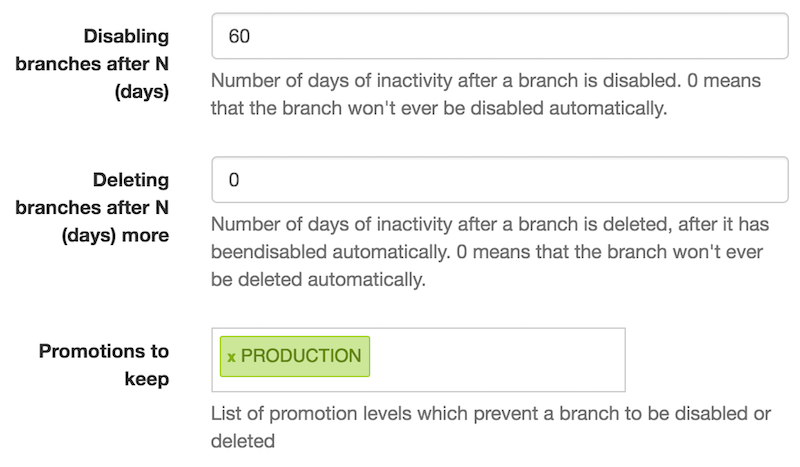 Disabling
branches after N
(days)
60
Number of days of inactivity after a branch is disabled. 0 means
that the branch won't ever be disabled automatically.
Deleting
branches after N
(days) more
0
Number of days of inactivity after a branch is deleted, after it has
beendisabled automatically. 0 means that the branch won't ever
be deleted automatically.
Promotions to
keep
x PRODUCTION
List of promotion levels which prevent a branch to be disabled or
deleted